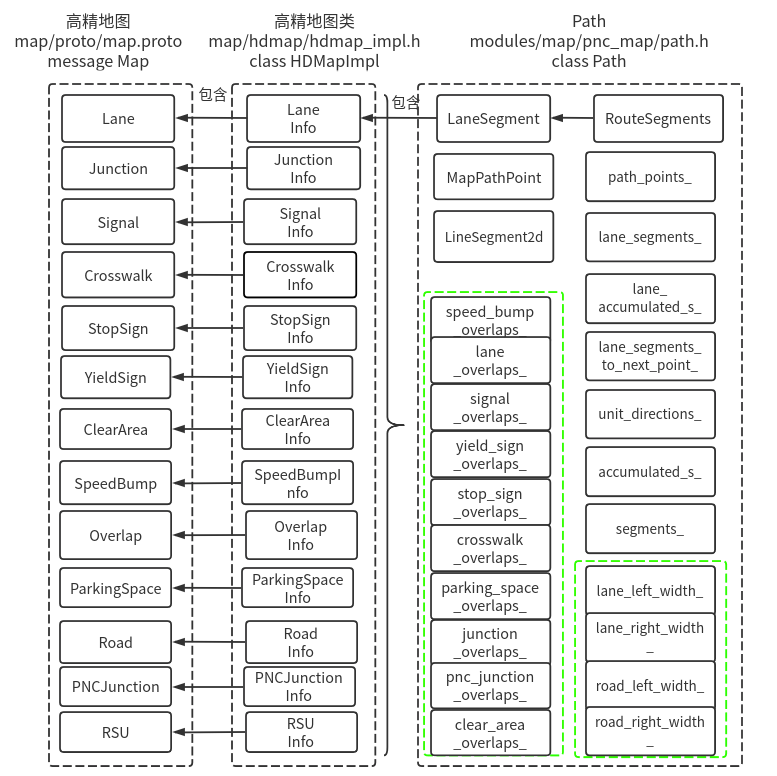 高精地图
map/proto/map.proto
message Map
高精地图类
map/hdmap/hdmap_impl.h
class HDMapImpl
Path
modules/map/pnc_map/path.h
class Path
包含
包含
Lane
Junction
Signal
Crosswalk
StopSign
YieldSign
ClearArea
SpeedBump
Overlap
ParkingSpace
Road
PNCJunction
RSU
Lane
Info
Junction
Info
Signal
Info
Crosswalk
Info
StopSign
Info
YieldSign
Info
ClearArea
Info
SpeedBumpI
nfo
Overlap
Info
ParkingSpace
Info
Road
Info
PNCJunction
Info
RSU
Info
LaneSegment
MapPathPoint
LineSegment2d
speed_bump
_overlaps_
lane
_overlaps_
signal
_overlaps_
yield_sign
_overlaps_
stop_sign
_overlaps_
crosswalk
_overlaps_
parking_space
_overlaps_
junction
_overlaps_
pnc_junction
_overlaps_
clear_area
_overlaps_
RouteSegments
path_points_
lane_segments_
lane_
accumulated_s_
lane_segments_
to_next_point_
unit_directions_
accumulated_s_
segments_
lane_left_width_
lane_right_width
_
road_left_width_
road_right_width
_